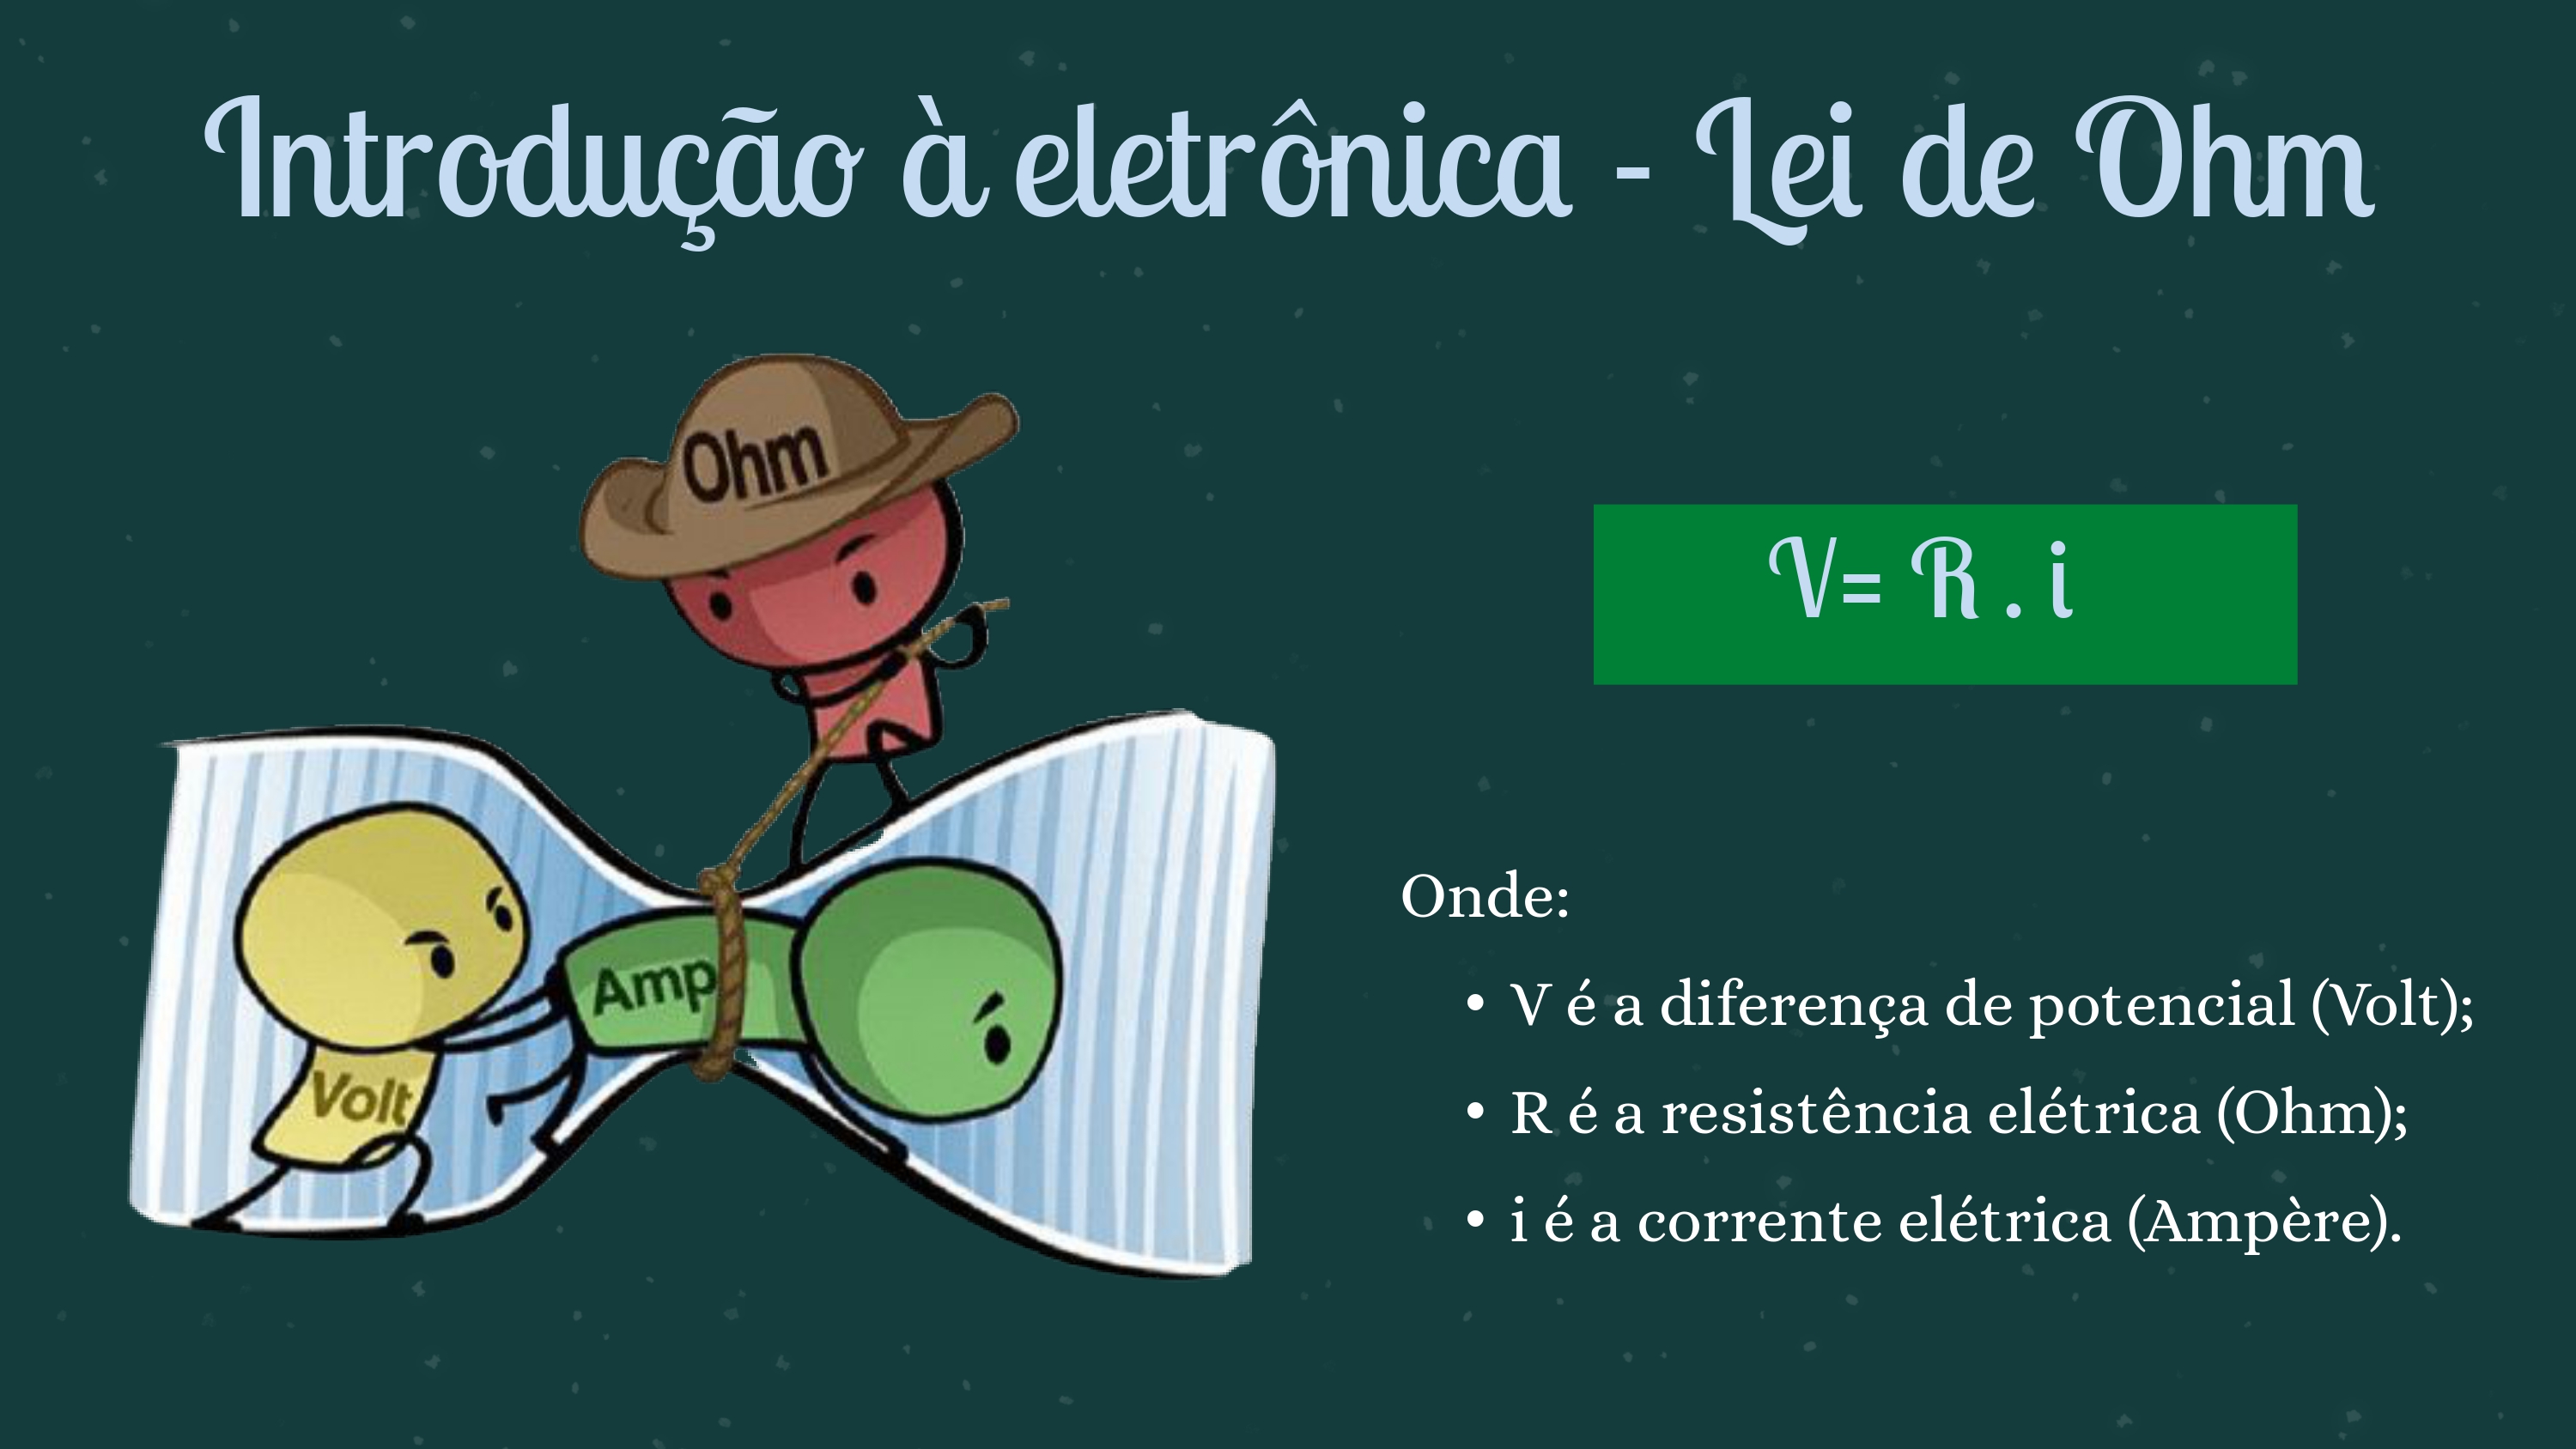 Introdução à eletrônica - Lei de Ohm
Ohm
V= R . i
Amp
Volt
Onde:
• V é a diferença de potencial (Volt);
• R é a resistência elétrica (Ohm);
• i é a corrente elétrica (Ampère).